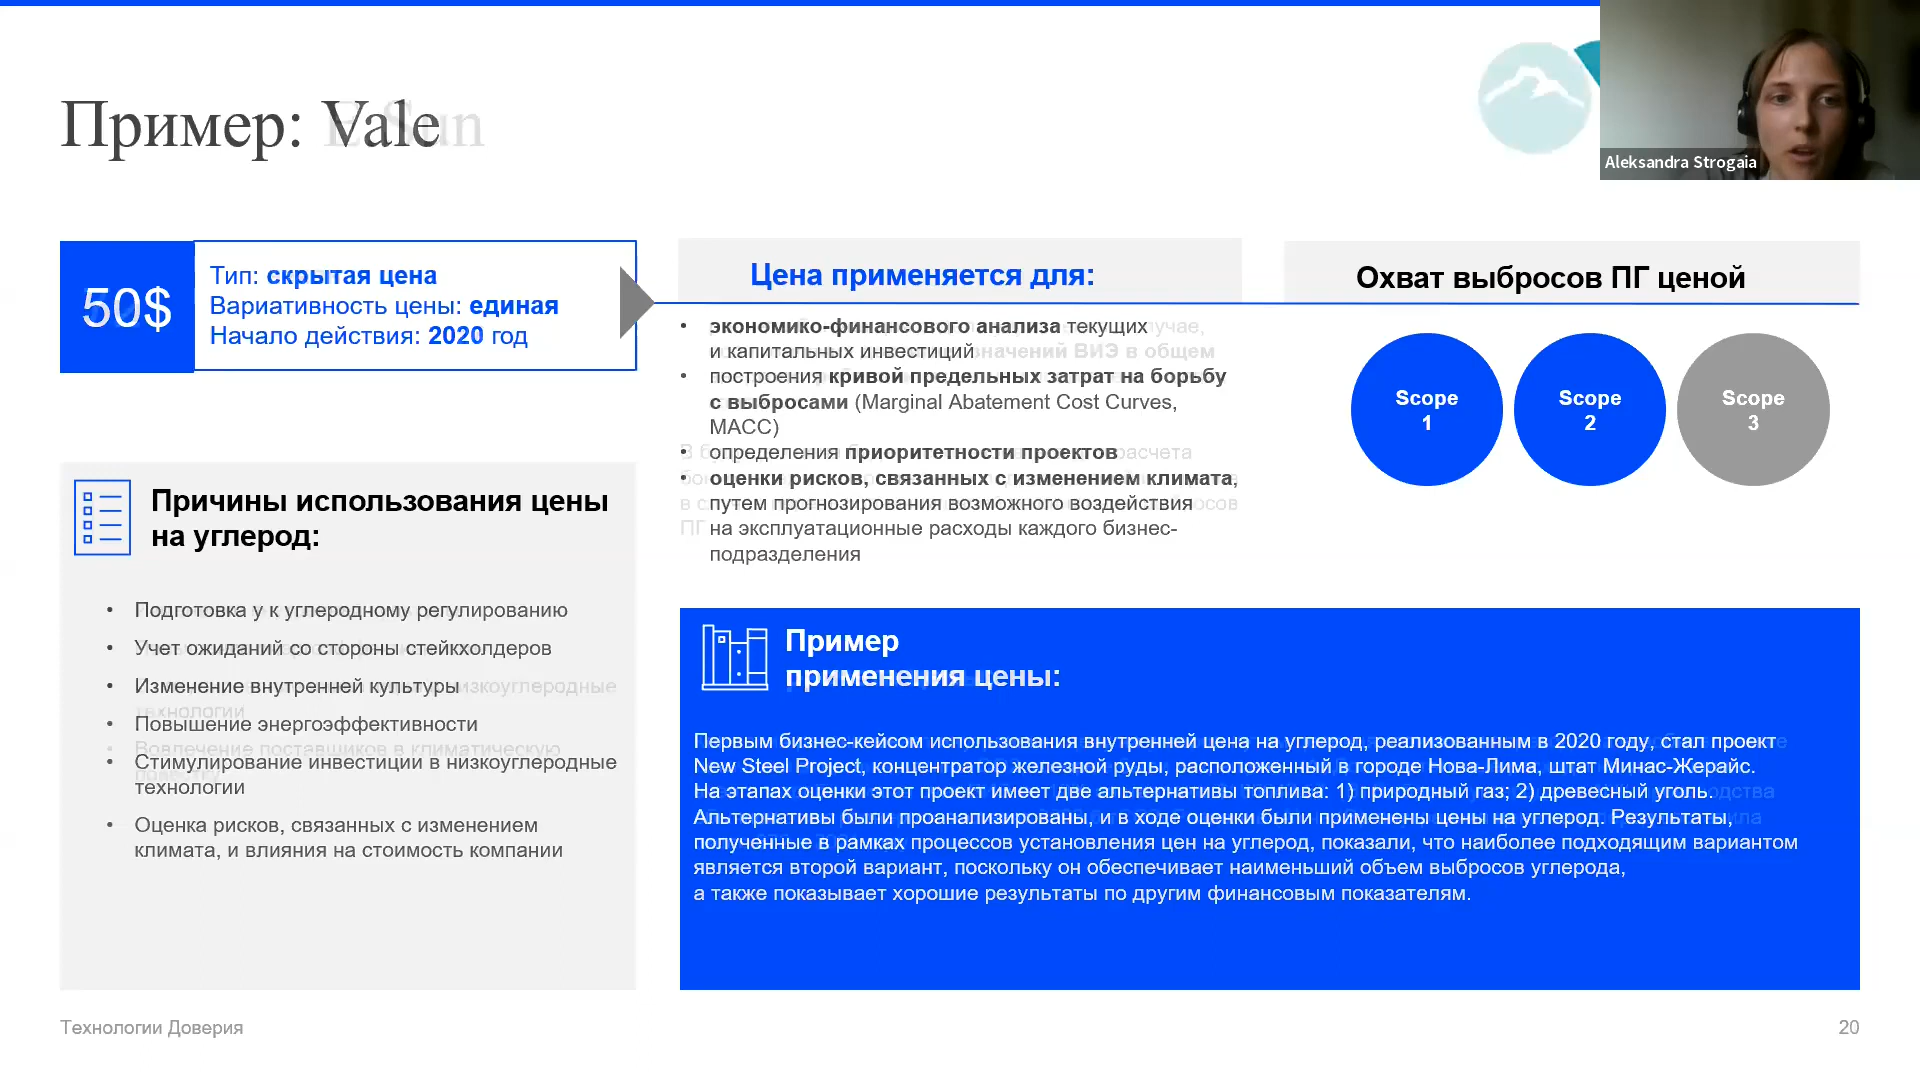 Пример: Vale
Aleksandra Strogaia
50$
Тип: скрытая цена
Вариативность цены: единая
Начало действия: 2020 год
Цена применяется для:
• экономико-финансового анализа текущих
и капитальных инвестиций
• построения кривой предельных затрат на борьбу
с выбросами (Marginal Abatement Cost Curves,
MACC)
• определения приоритетности проектов
• оценки рисков, связанных с изменением климата,
путем прогнозирования возможного воздействия
на эксплуатационные расходы каждого бизнес-
подразделения
Охват выбросов ПГ ценой
Scope
1
Scope
2
Scope
3
Причины использования цены
на углерод:
• Подготовка у к углеродному регулированию
• Учет ожиданий со стороны стейкхолдеров
• Изменение внутренней культуры
• Повышение энергоэффективности
• Стимулирование инвестиции в низкоуглеродные
технологии
• Оценка рисков, связанных с изменением
климата, и влияния на стоимость компании
Пример
применения цены:
Первым бизнес-кейсом использования внутренней цена на углерод, реализованным в 2020 году, стал проект
New Steel Project, концентратор железной руды, расположенный в городе Нова-Лима, штат Минас-Жерайс.
На этапах оценки этот проект имеет две альтернативы топлива: 1) природный газ; 2) древесный уголь.
Альтернативы были проанализированы, и в ходе оценки были применены цены на углерод. Результаты,
полученные в рамках процессов установления цен на углерод, показали, что наиболее подходящим вариантом
является второй вариант, поскольку он обеспечивает наименьший объем выбросов углерода,
а также показывает хорошие результаты по другим финансовым показателям.
Технологии Доверия
20